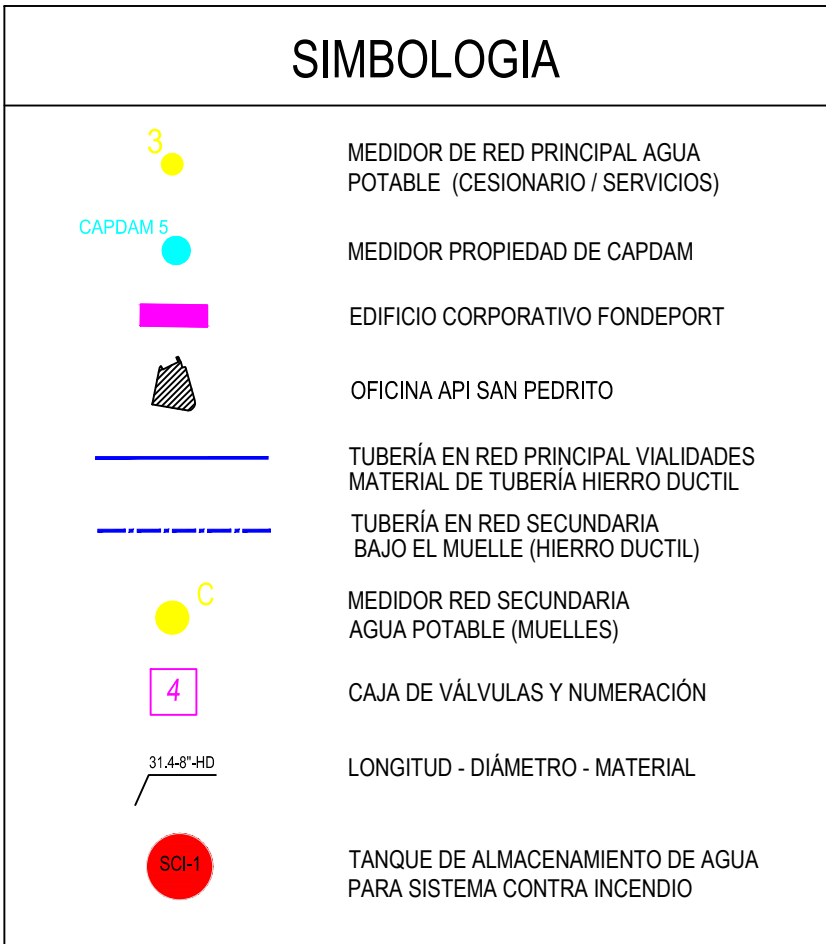 SIMBOLOGIA
3
MEDIDOR DE RED PRINCIPAL AGUA
POTABLE (CESIONARIO / SERVICIOS)
CAPDAM 5
MEDIDOR PROPIEDAD DE CAPDAM
EDIFICIO CORPORATIVO FONDEPORT
OFICINA API SAN PEDRITO
TUBERÍA EN RED PRINCIPAL VIALIDADES
MATERIAL DE TUBERÍA HIERRO DUCTIL
TUBERÍA EN RED SECUNDARIA
BAJO EL MUELLE (HIERRO DUCTIL)
C
MEDIDOR RED SECUNDARIA
AGUA POTABLE (MUELLES)
4
CAJA DE VÁLVULAS Y NUMERACIÓN
31.4-8"-HD
LONGITUD - DIÁMETRO - MATERIAL
SCI-1
TANQUE DE ALMACENAMIENTO DE AGUA
PARA SISTEMA CONTRA INCENDIO